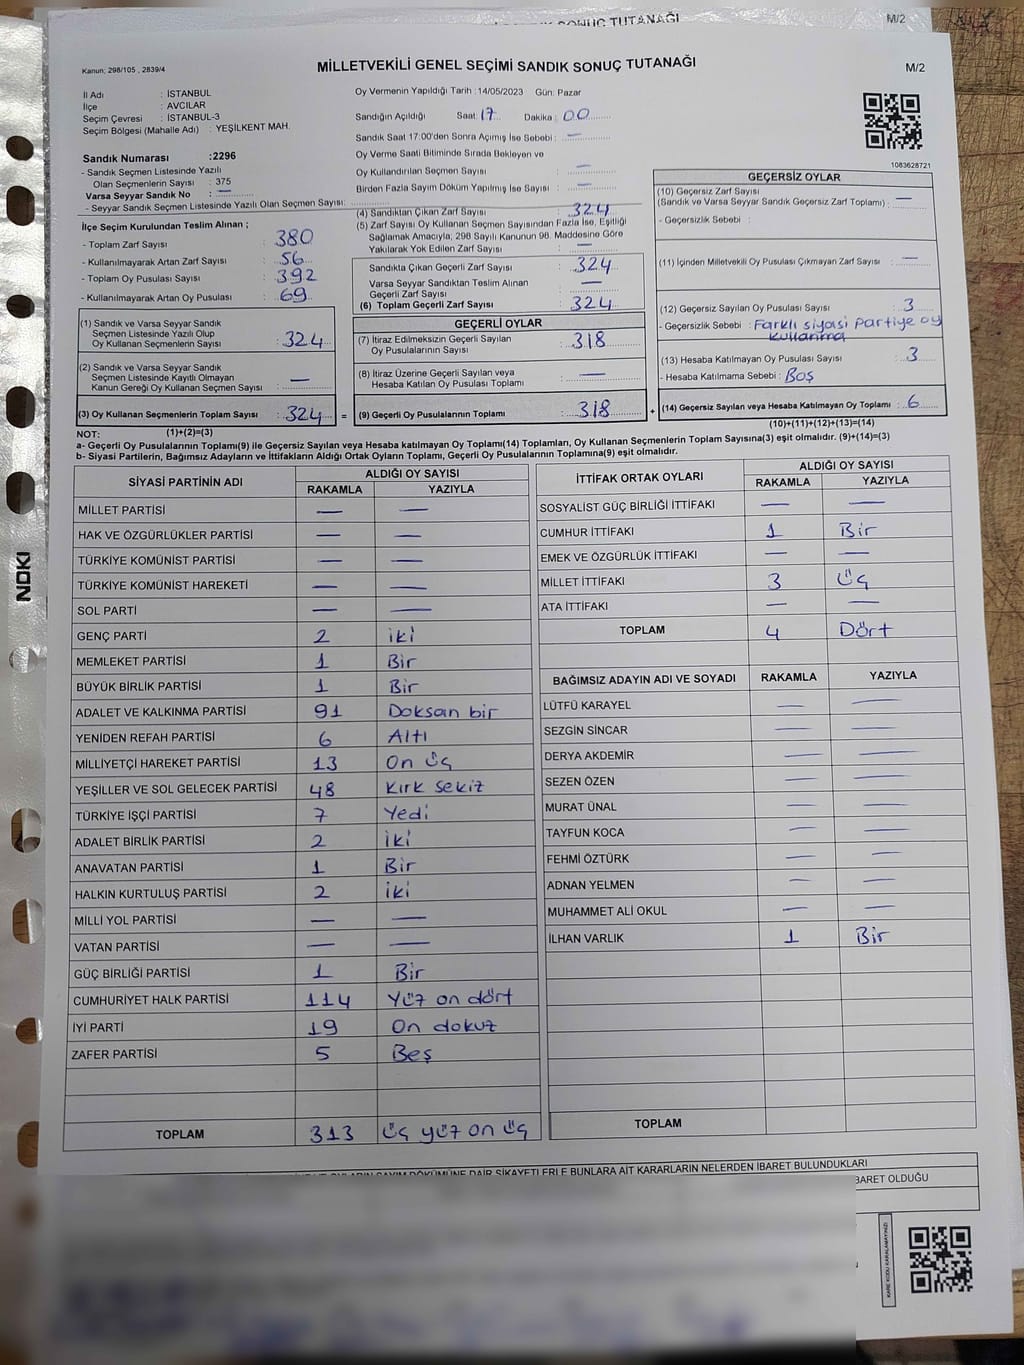 M/2
MİLLETVEKİLİ GENEL SEÇİMİ SANDIK SONUÇ TUTANAĞI
Kanun: 298/105 , 2839/4
M/2
İl Adı : İSTANBUL
İlçe : AVCILAR
Seçim Çevresi : İSTANBUL-3
Seçim Bölgesi (Mahalle Adı) : YEŞİLKENT MAH.
Sandık Numarası :2296
- Sandık Seçmen Listesinde Yazılı
Olan Seçmenlerin Sayısı : 375
Varsa Seyyar Sandık No : —
- Seyyar Sandık Seçmen Listesinde Yazılı Olan Seçmen Sayısı:
Oy Vermenin Yapıldığı Tarih :14/05/2023 Gün: Pazar
Sandığın Açıldığı Saat: 17 Dakika : 00
Sandık Saat 17:00'den Sonra Açımış İse Sebebi : —
Oy Verme Saati Bitiminde Sırada Bekleyen ve
Oy Kullandırılan Seçmen Sayısı —
Birden Fazla Sayım Döküm Yapılmış İse Sayısı : —
1083628721
İlçe Seçim Kurulundan Teslim Alınan ;
- Toplam Zarf Sayısı : 380
- Kullanılmayarak Artan Zarf Sayısı : 56
- Toplam Oy Pusulası Sayısı : 392
- Kullanılmayarak Artan Oy Pusulası : 69
(1) Sandık ve Varsa Seyyar Sandık
Seçmen Listesinde Yazılı Olup
Oy Kullanan Seçmenlerin Sayısı : 324
(2) Sandık ve Varsa Seyyar Sandık
Seçmen Listesinde Kayıtlı Olmayan
Kanun Gereği Oy Kullanan Seçmen Sayısı : —
(3) Oy Kullanan Seçmenlerin Toplam Sayısı : 324 =
(1)+(2)=(3)
(4) Sandıktan Çıkan Zarf Sayısı : 324
(5) Zarf Sayısı Oy Kullanan Seçmen Sayısından Fazla İse, Eşitliği
Sağlamak Amacıyla; 298 Sayılı Kanunun 98. Maddesine Göre
Yakılarak Yok Edilen Zarf Sayısı : —
Sandıkta Çıkan Geçerli Zarf Sayısı : 324
Varsa Seyyar Sandıktan Teslim Alınan
Geçerli Zarf Sayısı : —
(6) Toplam Geçerli Zarf Sayısı : 324
GEÇERLİ OYLAR
(7) İtiraz Edilmeksizin Geçerli Sayılan
Oy Pusulalarının Sayısı : 318
(8) İtiraz Üzerine Geçerli Sayılan veya
Hesaba Katılan Oy Pusulası Toplamı : —
(9) Geçerli Oy Pusulalarının Toplamı : 318 +
GEÇERSİZ OYLAR
(10) Geçersiz Zarf Sayısı
(Sandık ve Varsa Seyyar Sandık Geçersiz Zarf Toplamı) : —
- Geçersizlik Sebebi :
(11) İçinden Milletvekili Oy Pusulası Çıkmayan Zarf Sayısı : —
(12) Geçersiz Sayılan Oy Pusulası Sayısı : 3
- Geçersizlik Sebebi : Farklı siyasi partiye oy
kullanma
(13) Hesaba Katılmayan Oy Pusulası Sayısı : 3
- Hesaba Katılmama Sebebi : BOŞ
(14) Geçersiz Sayılan veya Hesaba Katılmayan Oy Toplamı : 6
(10)+(11)+(12)+(13)=(14)
NOT:
a- Geçerli Oy Pusulalarının Toplamı(9) ile Geçersiz Sayılan veya Hesaba katılmayan Oy Toplamı(14) Toplamları, Oy Kullanan Seçmenlerin Toplam Sayısına(3) eşit olmalıdır. (9)+(14)=(3)
b- Siyasi Partilerin, Bağımsız Adayların ve İttifakların Aldığı Ortak Oyların Toplamı, Geçerli Oy Pusulalarının Toplamına(9) eşit olmalıdır.
SİYASİ PARTİNİN ADI ALDIĞI OY SAYISI
RAKAMLA YAZIYLA
MİLLET PARTİSİ — —
HAK VE ÖZGÜRLÜKLER PARTİSİ — —
TÜRKİYE KOMÜNİST PARTİSİ — —
TÜRKİYE KOMÜNİST HAREKETİ — —
SOL PARTİ — —
GENÇ PARTİ 2 iki
MEMLEKET PARTİSİ 1 Bir
BÜYÜK BİRLİK PARTİSİ 1 Bir
ADALET VE KALKINMA PARTİSİ 91 Doksan bir
YENİDEN REFAH PARTİSİ 6 Altı
MİLLİYETÇİ HAREKET PARTİSİ 13 On üç
YEŞİLLER VE SOL GELECEK PARTİSİ 48 Kırk sekiz
TÜRKİYE İŞÇİ PARTİSİ 7 Yedi
ADALET BİRLİK PARTİSİ 2 iki
ANAVATAN PARTİSİ 1 Bir
HALKIN KURTULUŞ PARTİSİ 2 iki
MİLLİ YOL PARTİSİ — —
VATAN PARTİSİ — —
GÜÇ BİRLİĞİ PARTİSİ 1 Bir
CUMHURİYET HALK PARTİSİ 114 Yüz on dört
İYİ PARTİ 19 On dokuz
ZAFER PARTİSİ 5 Beş
TOPLAM 313 üç yüz on üç
İTTİFAK ORTAK OYLARI ALDIĞI OY SAYISI
RAKAMLA YAZIYLA
SOSYALİST GÜÇ BİRLİĞİ İTTİFAKI — —
CUMHUR İTTİFAKI 1 Bir
EMEK VE ÖZGÜRLÜK İTTİFAKI — —
MİLLET İTTİFAKI 3 üç
ATA İTTİFAKI — —
TOPLAM 4 Dört
BAĞIMSIZ ADAYIN ADI VE SOYADI RAKAMLA YAZIYLA
LÜTFÜ KARAYEL — —
SEZGİN SİNCAR — —
DERYA AKDEMİR — —
SEZEN ÖZEN — —
MURAT ÜNAL — —
TAYFUN KOCA — —
FEHMİ ÖZTÜRK — —
ADNAN YELMEN — —
MUHAMMET ALİ OKUL — —
İLHAN VARLIK 1 Bir
TOPLAM
OYLARIN SAYIM DÖKÜMÜNE DAİR ŞİKAYETLERLE BUNLARA AİT KARARLARIN NELERDEN İBARET BULUNDUKLARI
BARET OLDUĞU
KARE KODU KARALAMAYINIZ!
NOKI